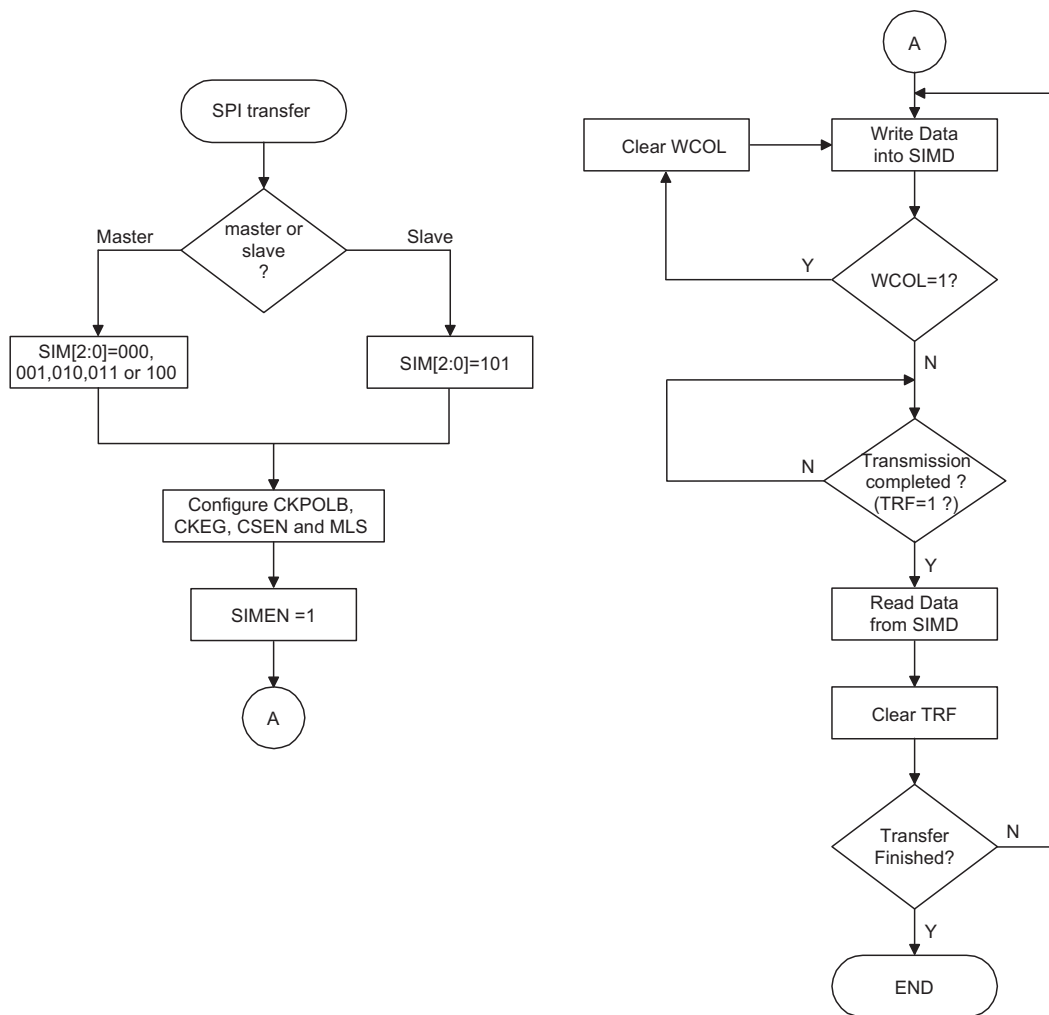 SPI transfer
master or
slave
?
Master
Slave
SIM[2:0]=000,
001,010,011 or 100
SIM[2:0]=101
Configure CKPOLB,
CKEG, CSEN and MLS
SIMEN =1
A
A
Write Data
into SIMD
Clear WCOL
Y
WCOL=1?
N
N
Transmission
completed ?
(TRF=1 ?)
Y
Read Data
from SIMD
Clear TRF
Transfer
Finished?
N
Y
END